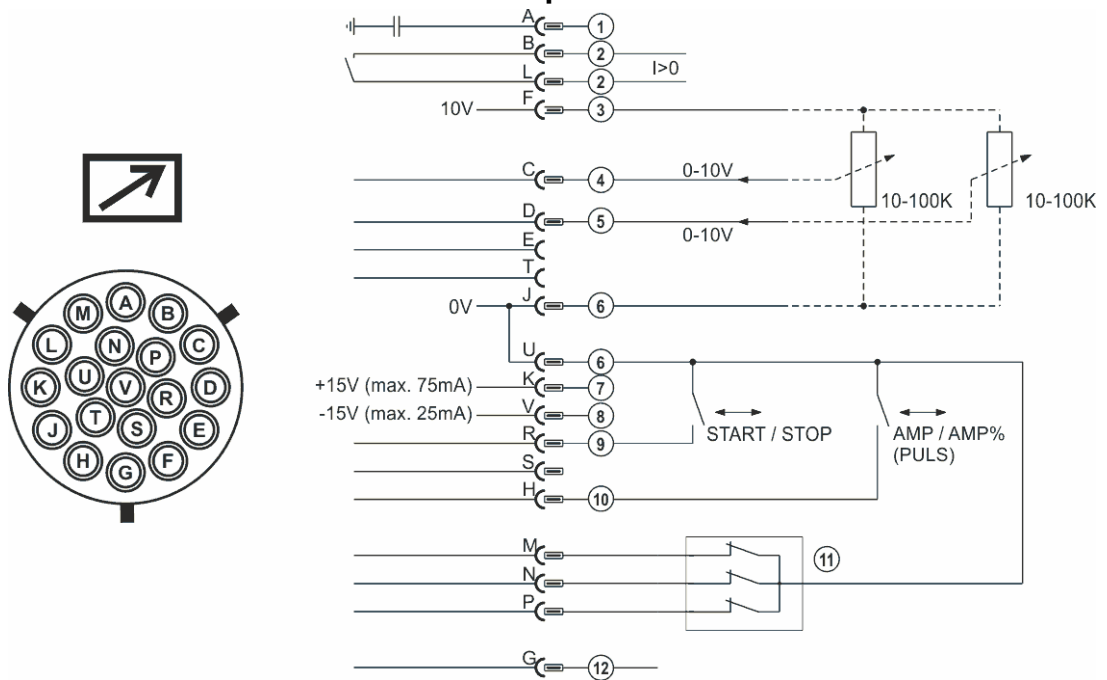 A
1
B
2
L
2
I>0
10V
F
3
C
4
0-10V
10-100K
10-100K
D
5
0-10V
E
T
0V
J
6
U
6
+15V (max. 75mA)
K
7
-15V (max. 25mA)
V
8
R
9
START / STOP
AMP / AMP%
(PULS)
S
H
10
M
11
N
P
G
12
A
M
B
L
N
P
C
K
U
V
R
D
J
T
S
E
H
G
F